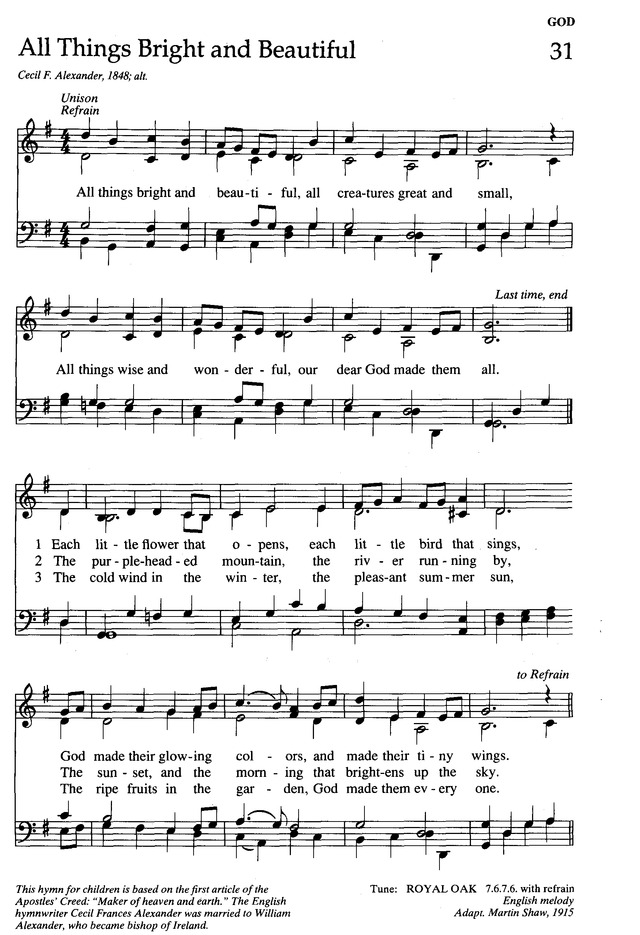 GOD
All Things Bright and Beautiful 31
Cecil F. Alexander, 1848; alt.
Unison
Refrain
All things bright and beau-ti - ful, all crea-tures great and small,
Last time, end
All things wise and won - der - ful, our dear God made them all.
1 Each lit - tle flower that o - pens, each lit - tle bird that sings,
2 The pur - ple-head - ed moun-tain, the riv - er run - ning by,
3 The cold wind in the win - ter, the pleas-ant sum - mer sun,
to Refrain
God made their glow-ing col - ors, and made their ti - ny wings.
The sun - set, and the morn - ing that bright-ens up the sky.
The ripe fruits in the gar - den, God made them ev - ery one.
This hymn for children is based on the first article of the
Apostles' Creed: "Maker of heaven and earth." The English
hymnwriter Cecil Frances Alexander was married to William
Alexander, who became bishop of Ireland.
Tune: ROYAL OAK 7.6.7.6. with refrain
English melody
Adapt. Martin Shaw, 1915